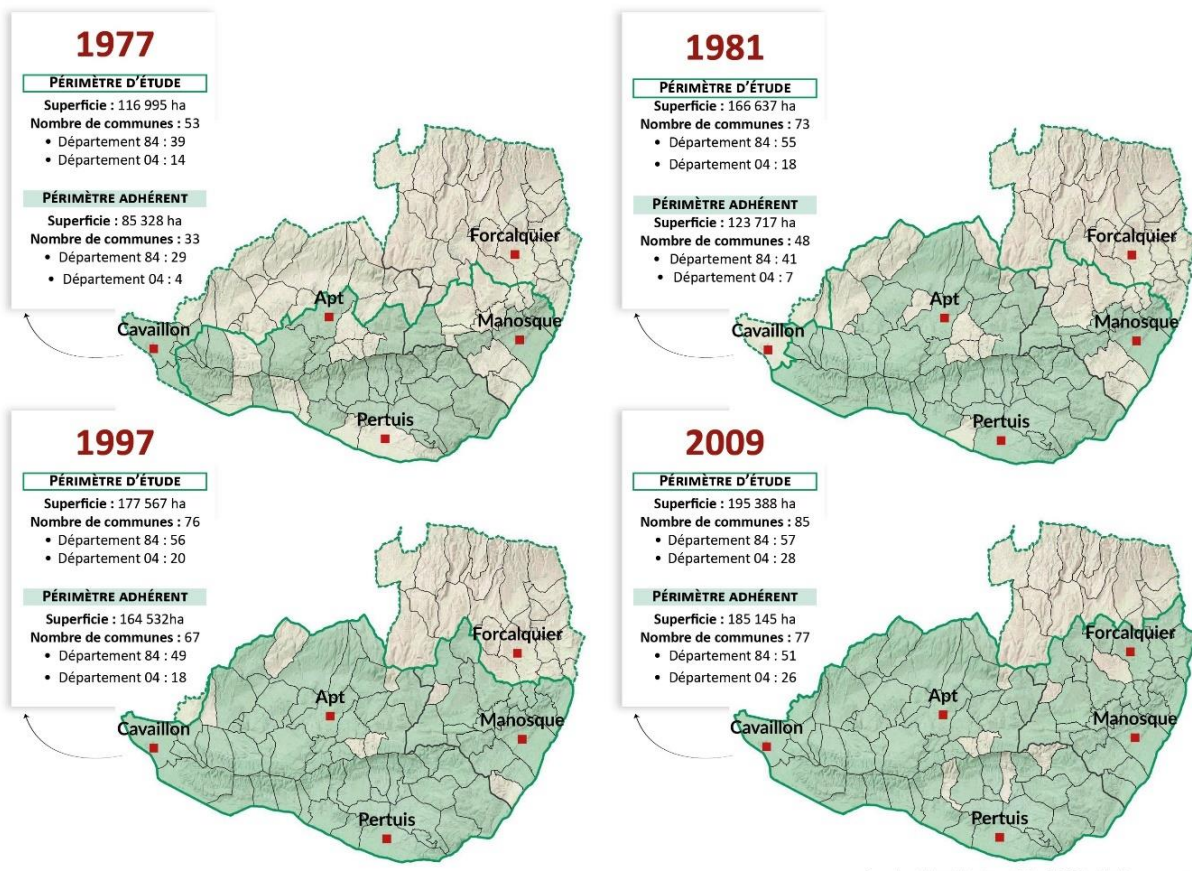 1977
PÉRIMÈTRE D'ÉTUDE
Superficie : 116 995 ha
Nombre de communes : 53
• Département 84 : 39
• Département 04 : 14
PÉRIMÈTRE ADHÉRENT
Superficie : 85 328 ha
Nombre de communes : 33
• Département 84 : 29
• Département 04 : 4
Forcalquier
Apt
Manosque
Cavaillon
Pertuis
1981
PÉRIMÈTRE D'ÉTUDE
Superficie : 166 637 ha
Nombre de communes : 73
• Département 84 : 55
• Département 04 : 18
PÉRIMÈTRE ADHÉRENT
Superficie : 123 717 ha
Nombre de communes : 48
• Département 84 : 41
• Département 04 : 7
Forcalquier
Apt
Manosque
Cavaillon
Pertuis
1997
PÉRIMÈTRE D'ÉTUDE
Superficie : 177 567 ha
Nombre de communes : 76
• Département 84 : 56
• Département 04 : 20
PÉRIMÈTRE ADHÉRENT
Superficie : 164 532ha
Nombre de communes : 67
• Département 84 : 49
• Département 04 : 18
Forcalquier
Apt
Manosque
Cavaillon
Pertuis
2009
PÉRIMÈTRE D'ÉTUDE
Superficie : 195 388 ha
Nombre de communes : 85
• Département 84 : 57
• Département 04 : 28
PÉRIMÈTRE ADHÉRENT
Superficie : 185 145 ha
Nombre de communes : 77
• Département 84 : 51
• Département 04 : 26
Forcalquier
Apt
Manosque
Cavaillon
Pertuis